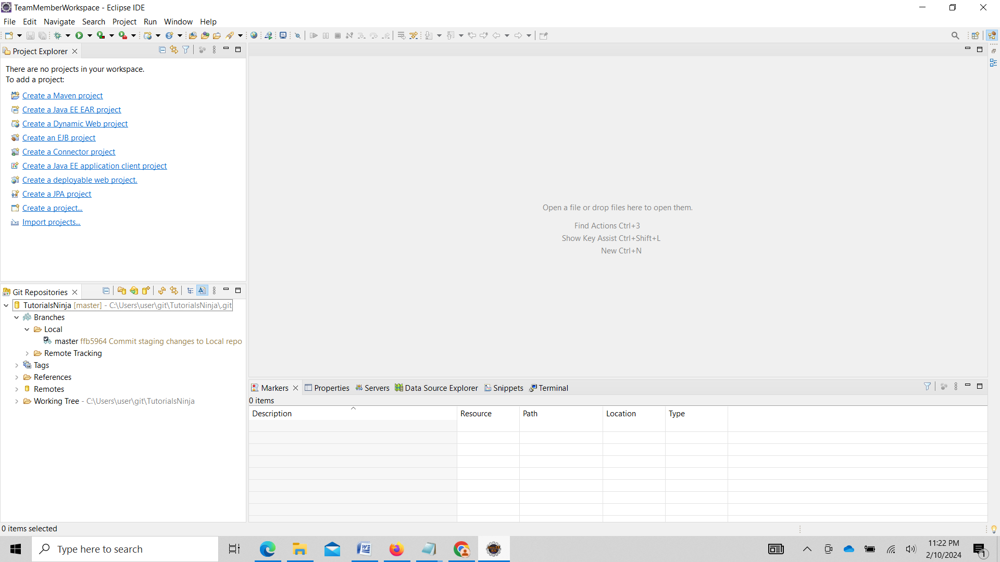 TeamMemberWorkspace - Eclipse IDE
File Edit Navigate Search Project Run Window Help
Project Explorer
There are no projects in your workspace.
To add a project:
Create a Maven project
Create a Java EE EAR project
Create a Dynamic Web project
Create an EJB project
Create a Connector project
Create a Java EE application client project
Create a deployable web project.
Create a JPA project
Create a project...
Import projects...
Open a file or drop files here to open them.
Find Actions Ctrl+3
Show Key Assist Ctrl+Shift+L
New Ctrl+N
Git Repositories
TutorialsNinja [master] - C:\Users\user\git\TutorialsNinja\.git
Branches
Local
master ffb5964 Commit staging changes to Local repo
Remote Tracking
Tags
References
Remotes
Working Tree - C:\Users\user\git\TutorialsNinja
Markers Properties Servers Data Source Explorer Snippets Terminal
0 items
Description Resource Path Location Type
0 items selected
Type here to search
11:22 PM
2/10/2024
1